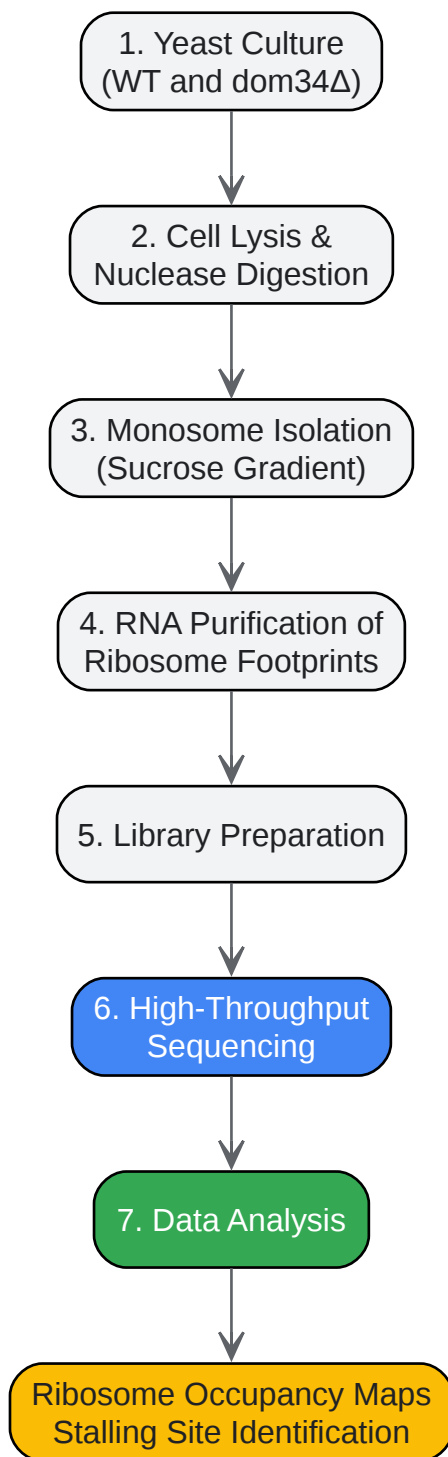 1. Yeast Culture
(WT and dom34Δ)
2. Cell Lysis &
Nuclease Digestion
3. Monosome Isolation
(Sucrose Gradient)
4. RNA Purification of
Ribosome Footprints
5. Library Preparation
6. High-Throughput
Sequencing
7. Data Analysis
Ribosome Occupancy Maps
Stalling Site Identification